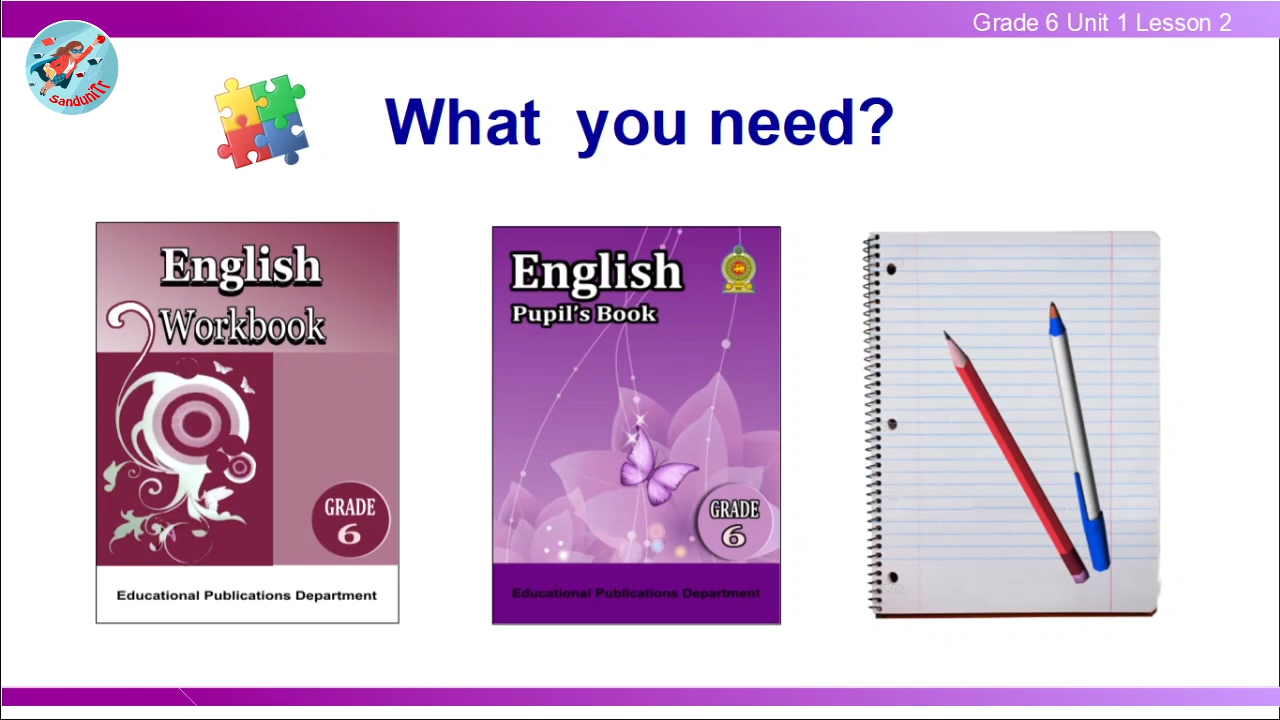 Grade 6 Unit 1 Lesson 2
SanduniTr
What you need?
English
Workbook
GRADE
6
Educational Publications Department
English
Pupil's Book
GRADE
6
Educational Publications Department